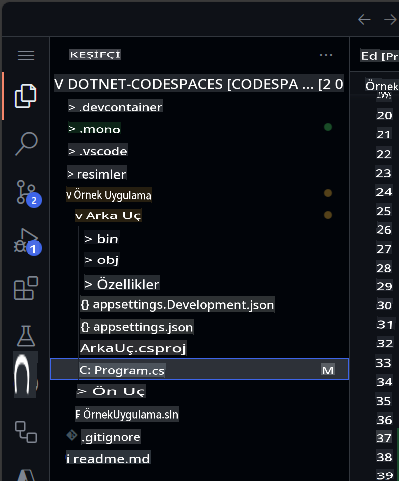 KEŞİFÇİ ...
V DOTNET-CODESPACES [CODESPA ... [2 0
> .devcontainer
> .mono
> .vscode
> resimler
v Örnek Uygulama
v Arka Uç
> bin
> obj
> Özellikler
{} appsettings.Development.json
{} appsettings.json
ArkaUç.csproj
C: Program.cs M
> Ön Uç
F ÖrnekUygulama.sln
.gitignore
i readme.md
2
1
Ed [Pr
Örnek
20
21
22
23
24
25
26
27
28
29
30
31
32
33
34
35
36
37
38
39